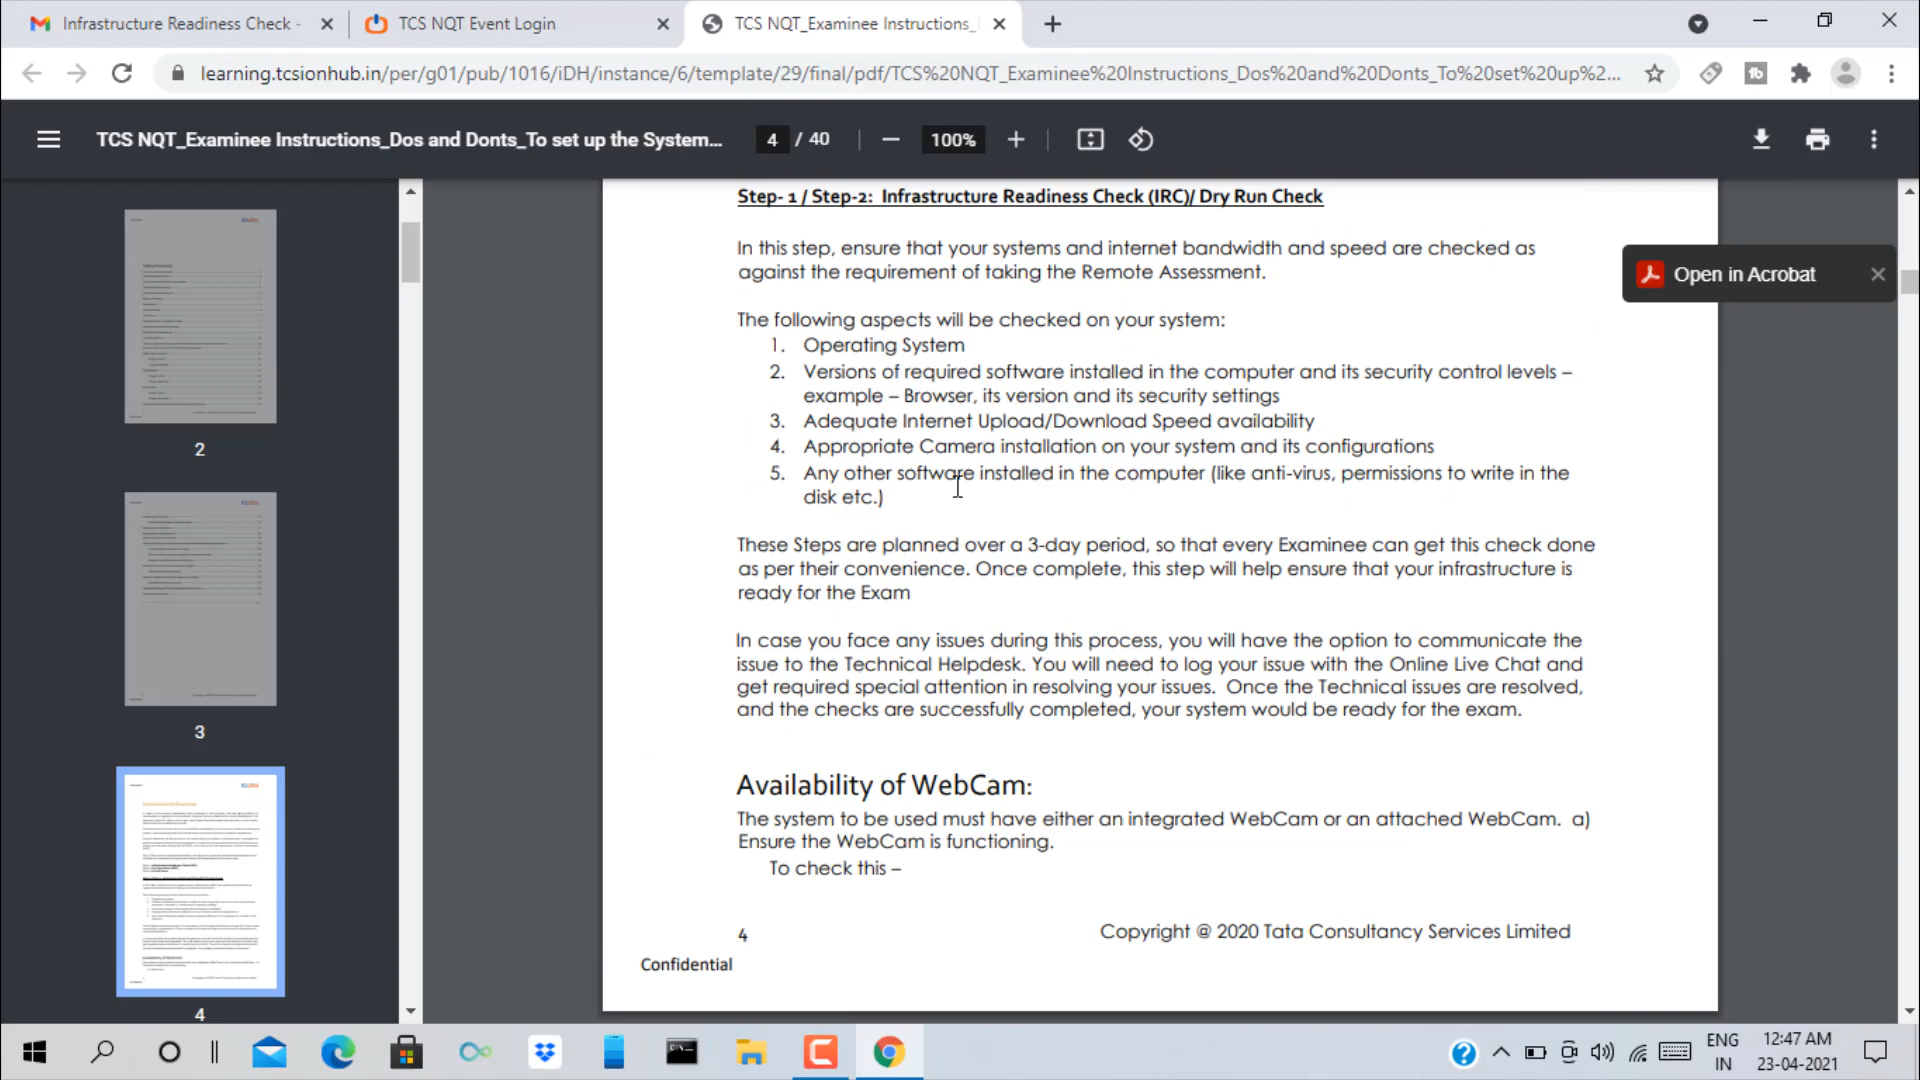 Infrastructure Readiness Check -
TCS NQT Event Login
TCS NQT_Examinee Instructions_
learning.tcsionhub.in/per/g01/pub/1016/iDH/instance/6/template/29/final/pdf/TCS%20NQT_Examinee%20Instructions_Dos%20and%20Donts_To%20set%20up%2...
TCS NQT_Examinee Instructions_Dos and Donts_To set up the System...
4 / 40
100%
Open in Acrobat
2
3
4
Step- 1 / Step-2: Infrastructure Readiness Check (IRC)/ Dry Run Check
In this step, ensure that your systems and internet bandwidth and speed are checked as
against the requirement of taking the Remote Assessment.
The following aspects will be checked on your system:
1. Operating System
2. Versions of required software installed in the computer and its security control levels –
example – Browser, its version and its security settings
3. Adequate Internet Upload/Download Speed availability
4. Appropriate Camera installation on your system and its configurations
5. Any other software installed in the computer (like anti-virus, permissions to write in the
disk etc.)
These Steps are planned over a 3-day period, so that every Examinee can get this check done
as per their convenience. Once complete, this step will help ensure that your infrastructure is
ready for the Exam
In case you face any issues during this process, you will have the option to communicate the
issue to the Technical Helpdesk. You will need to log your issue with the Online Live Chat and
get required special attention in resolving your issues. Once the Technical issues are resolved,
and the checks are successfully completed, your system would be ready for the exam.
Availability of WebCam:
The system to be used must have either an integrated WebCam or an attached WebCam. a)
Ensure the WebCam is functioning.
To check this –
4
Copyright @ 2020 Tata Consultancy Services Limited
Confidential
ENG
IN
12:47 AM
23-04-2021